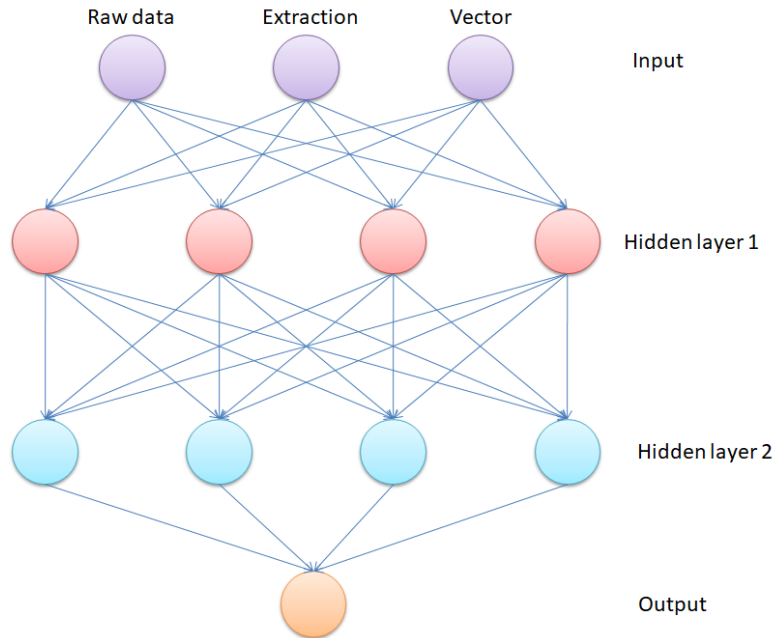 Raw data
Extraction
Vector
Input
Hidden layer 1
Hidden layer 2
Output